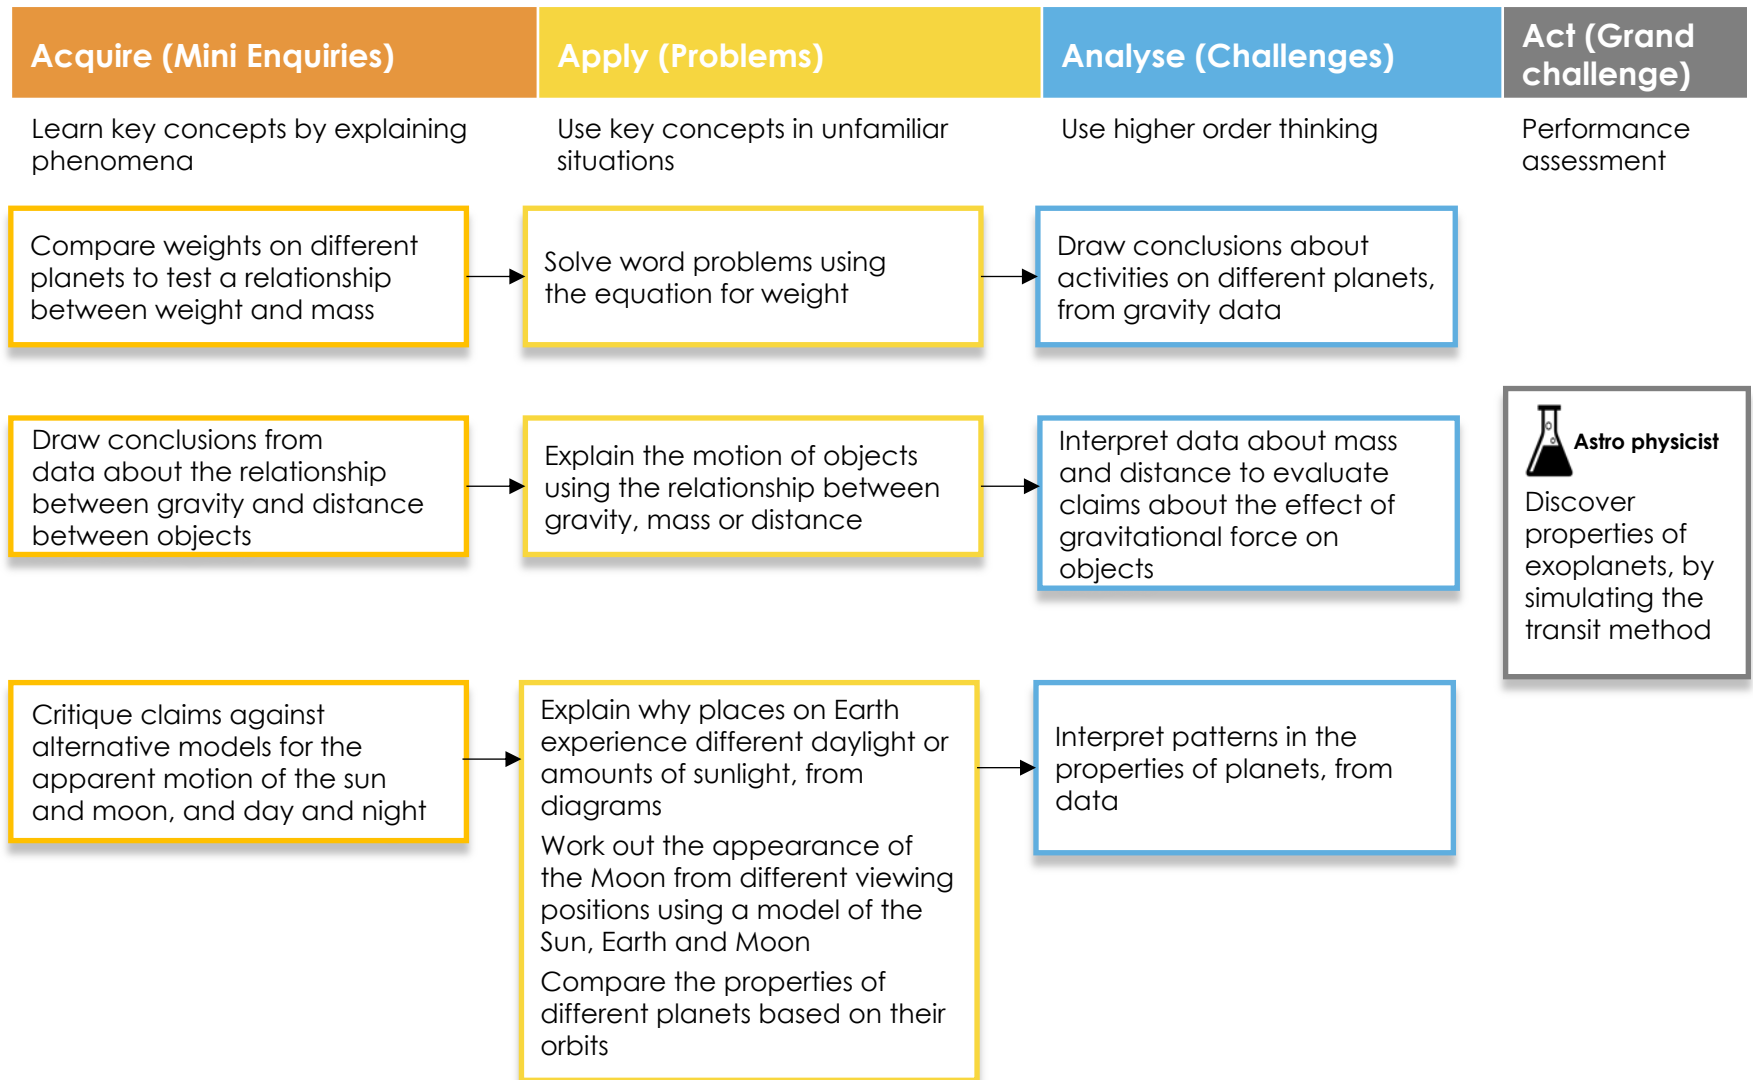 Acquire (Mini Enquiries)
Apply (Problems)
Analyse (Challenges)
Act (Grand
challenge)
Learn key concepts by explaining
phenomena
Use key concepts in unfamiliar
situations
Use higher order thinking
Performance
assessment
Compare weights on different
planets to test a relationship
between weight and mass
Solve word problems using
the equation for weight
Draw conclusions about
activities on different planets,
from gravity data
Draw conclusions from
data about the relationship
between gravity and distance
between objects
Explain the motion of objects
using the relationship between
gravity, mass or distance
Interpret data about mass
and distance to evaluate
claims about the effect of
gravitational force on
objects
Astro physicist
Discover
properties of
exoplanets, by
simulating the
transit method
Critique claims against
alternative models for the
apparent motion of the sun
and moon, and day and night
Explain why places on Earth
experience different daylight or
amounts of sunlight, from
diagrams
Work out the appearance of
the Moon from different viewing
positions using a model of the
Sun, Earth and Moon
Compare the properties of
different planets based on their
orbits
Interpret patterns in the
properties of planets, from
data